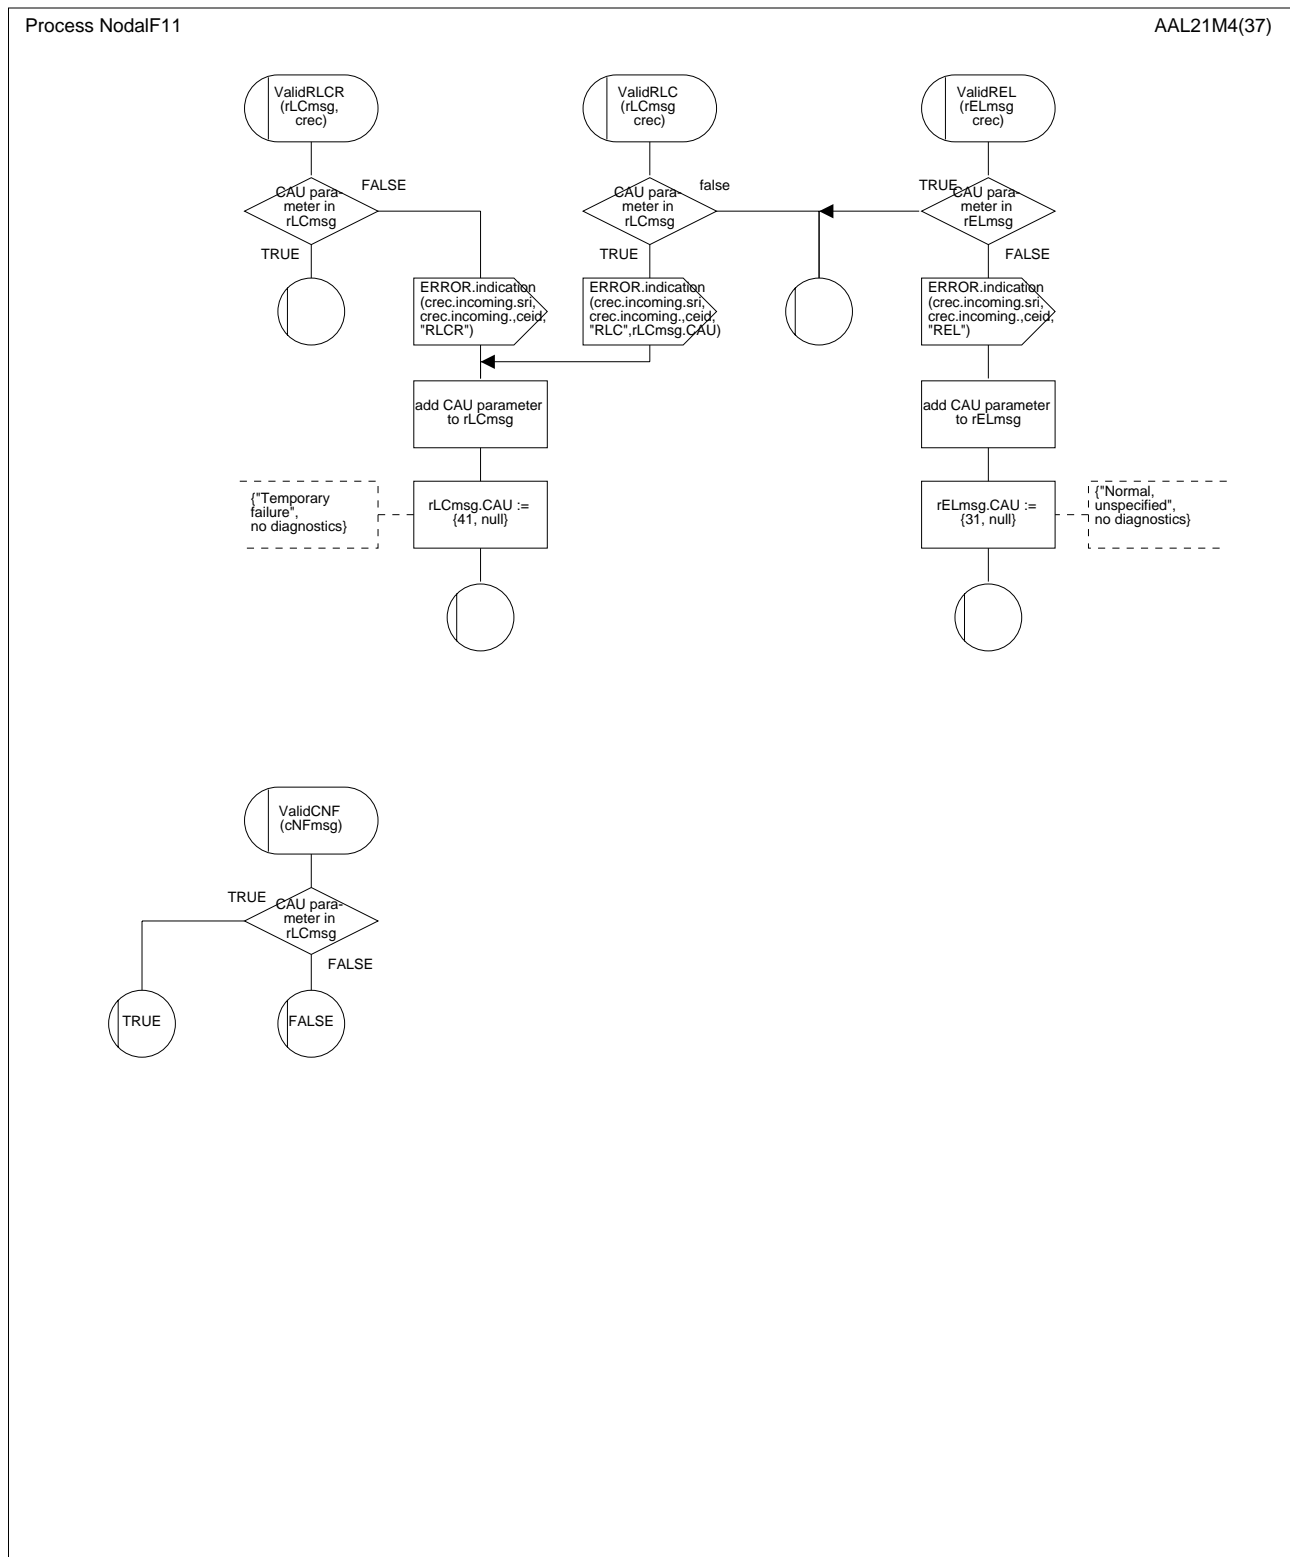 Process NodalF11
AAL21M4(37)
ValidRLCR
(rLCmsg,
crec)
CAU para-
meter in
rLCmsg
FALSE
TRUE
ERROR.indication
(crec.incoming.sri,
crec.incoming.,ceid,
"RLCR")
ValidRLC
(rLCmsg
crec)
CAU para-
meter in
rLCmsg
false
TRUE
ERROR.indication
(crec.incoming.sri,
crec.incoming.,ceid,
"RLC",rLCmsg.CAU)
add CAU parameter
to rLCmsg
{"Temporary
failure",
no diagnostics}
rLCmsg.CAU :=
{41, null}
ValidREL
(rELmsg
crec)
TRUE
CAU para-
meter in
rELmsg
FALSE
ERROR.indication
(crec.incoming.sri,
crec.incoming.,ceid,
"REL")
add CAU parameter
to rELmsg
rELmsg.CAU :=
{31, null}
{"Normal,
unspecified",
no diagnostics}
ValidCNF
(cNFmsg)
TRUE
CAU para-
meter in
rLCmsg
FALSE
TRUE
FALSE